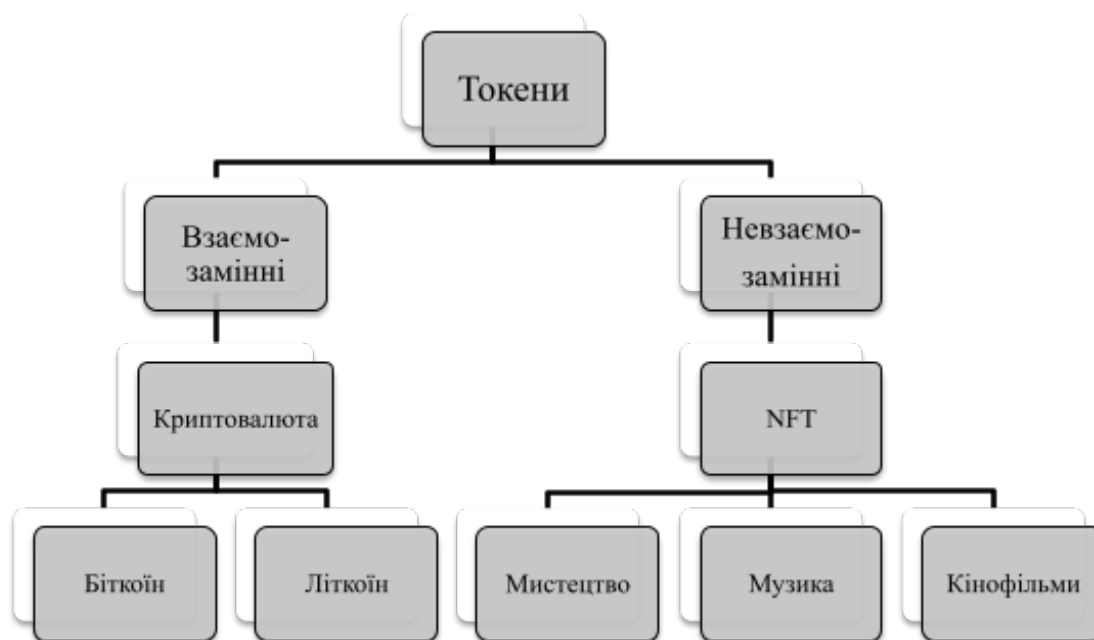 Токени
Взаємо-
замінні
Невзаємо-
замінні
Криптовалюта
NFT
Біткоїн
Літкоїн
Мистецтво
Музика
Кінофільми